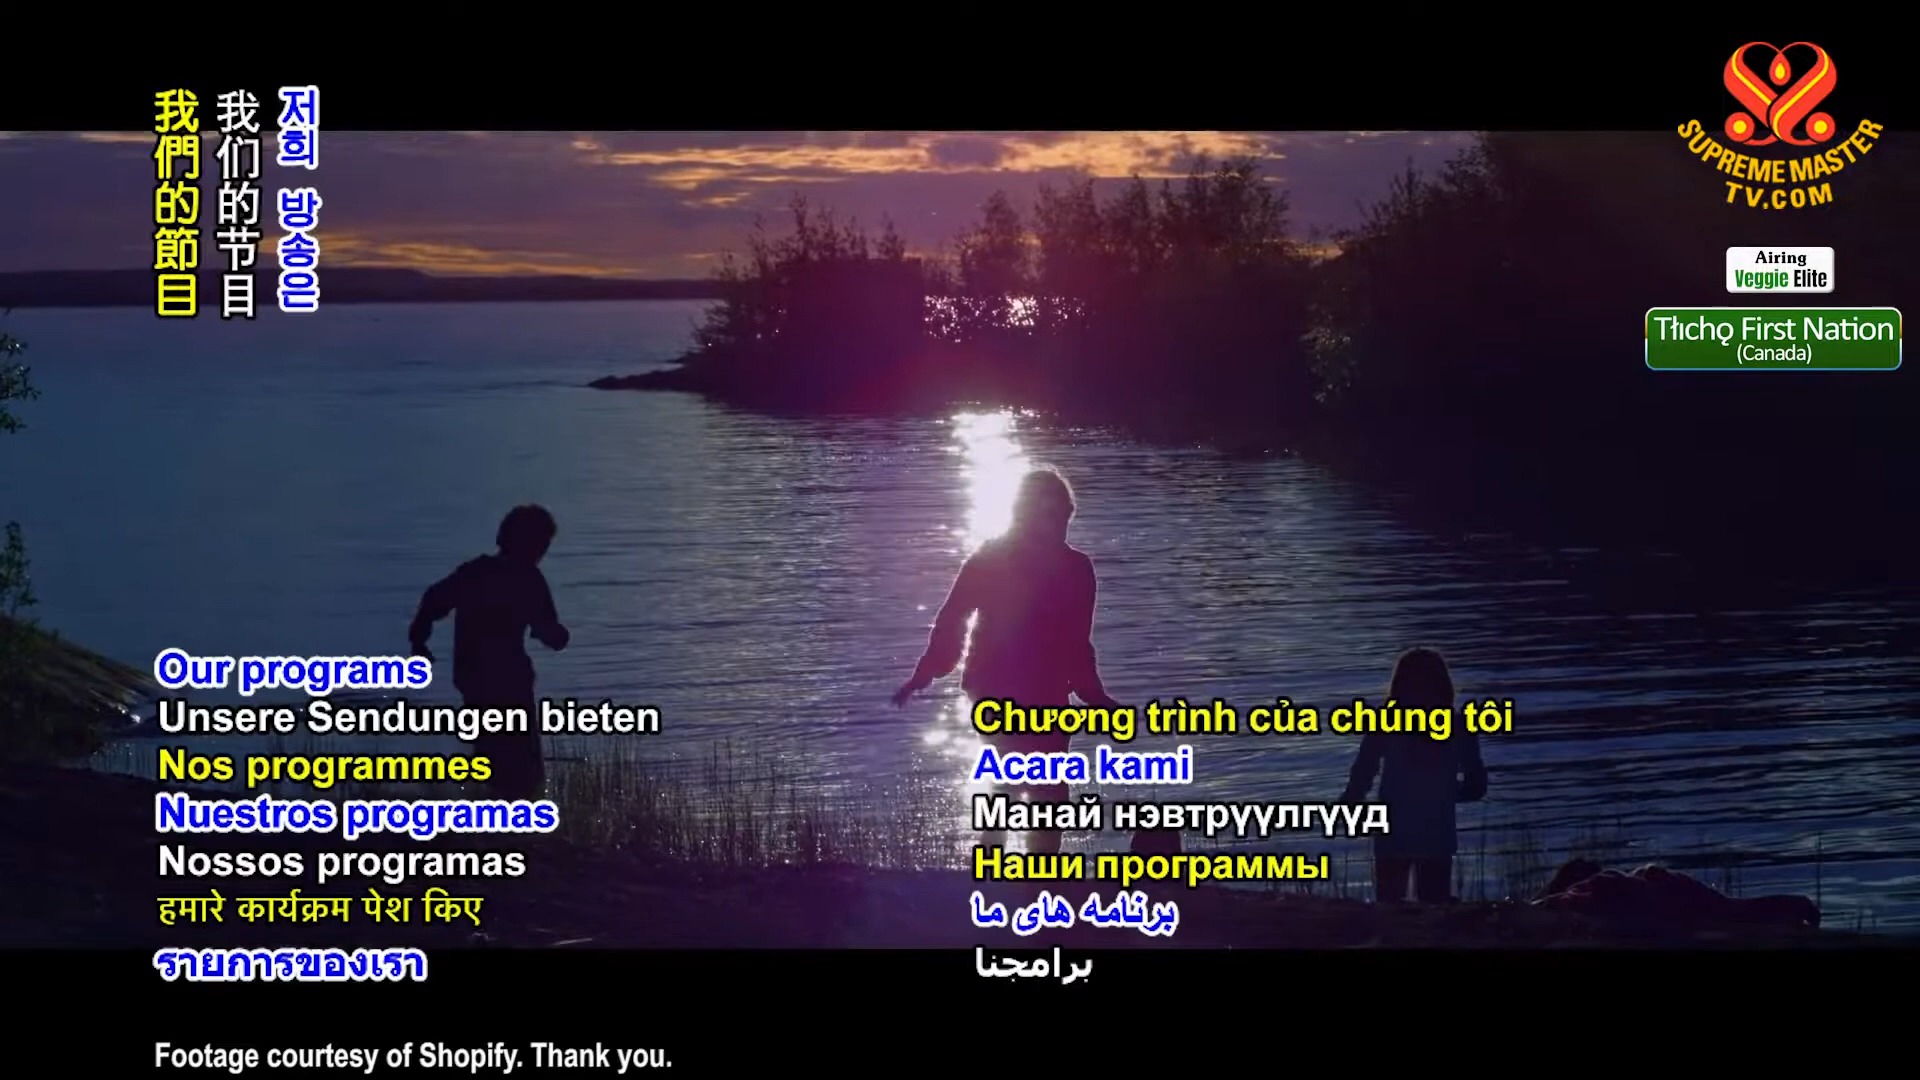 我們的節目
我们的节目
저희 방송은
SUPREME MASTER
TV.COM
Airing
Veggie Elite
Tłıchǫ First Nation
(Canada)
Our programs
Unsere Sendungen bieten
Nos programmes
Nuestros programas
Nossos programas
हमारे कार्यक्रम पेश किए
รายการของเรา
Chương trình của chúng tôi
Acara kami
Манай нэвтрүүлгүүд
Наши программы
برنامه های ما
برامجنا
Footage courtesy of Shopify. Thank you.